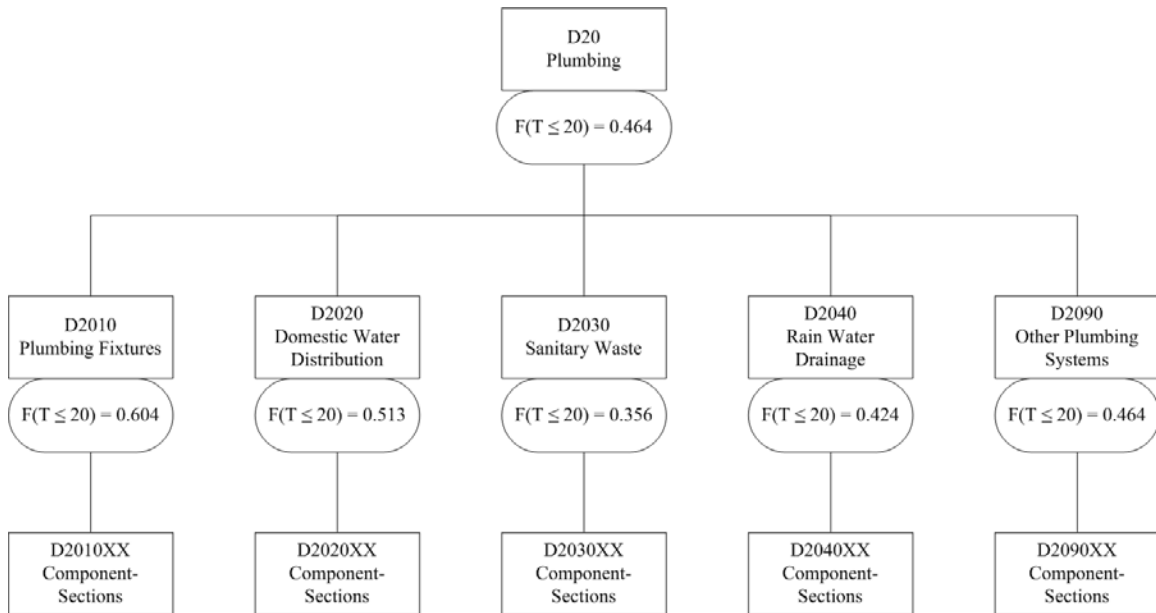 D20
Plumbing
F(T ≤ 20) = 0.464
D2010
Plumbing Fixtures
F(T ≤ 20) = 0.604
D2020
Domestic Water
Distribution
F(T ≤ 20) = 0.513
D2030
Sanitary Waste
F(T ≤ 20) = 0.356
D2040
Rain Water
Drainage
F(T ≤ 20) = 0.424
D2090
Other Plumbing
Systems
F(T ≤ 20) = 0.464
D2010XX
Component-
Sections
D2020XX
Component-
Sections
D2030XX
Component-
Sections
D2040XX
Component-
Sections
D2090XX
Component-
Sections